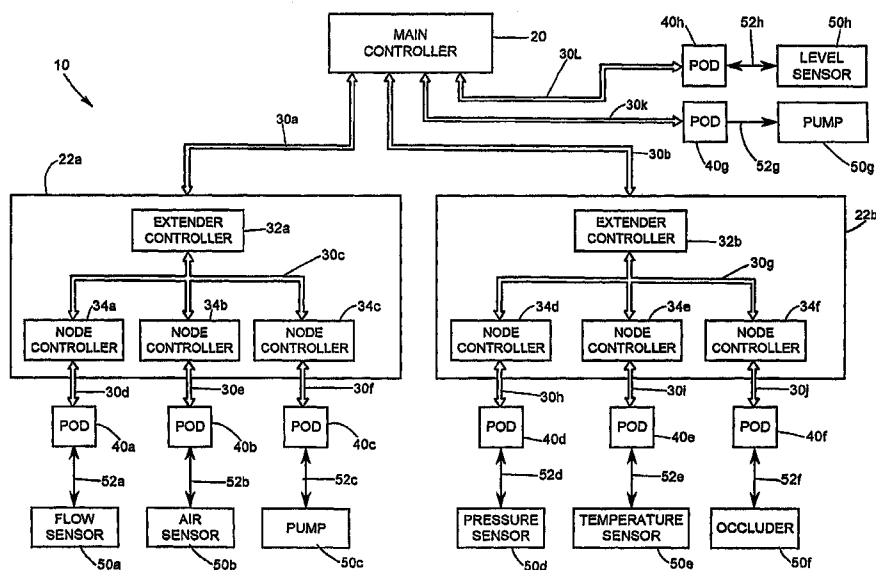 MAIN
CONTROLLER
20
40h
52h
50h
POD
LEVEL
SENSOR
10
30L
30k
POD
PUMP
30a
30b
40g
52g
50g
22a
EXTENDER
CONTROLLER
32a
EXTENDER
CONTROLLER
32b
22b
30c
30g
34a
34b
34c
34d
34e
34f
NODE
CONTROLLER
NODE
CONTROLLER
NODE
CONTROLLER
NODE
CONTROLLER
NODE
CONTROLLER
NODE
CONTROLLER
30d
30e
30f
30h
30i
30j
POD
POD
POD
POD
POD
POD
40a
40b
40c
40d
40e
40f
52a
52b
52c
52d
52e
52f
FLOW
SENSOR
AIR
SENSOR
PUMP
PRESSURE
SENSOR
TEMPERATURE
SENSOR
OCCLUDER
50a
50b
50c
50d
50e
50f